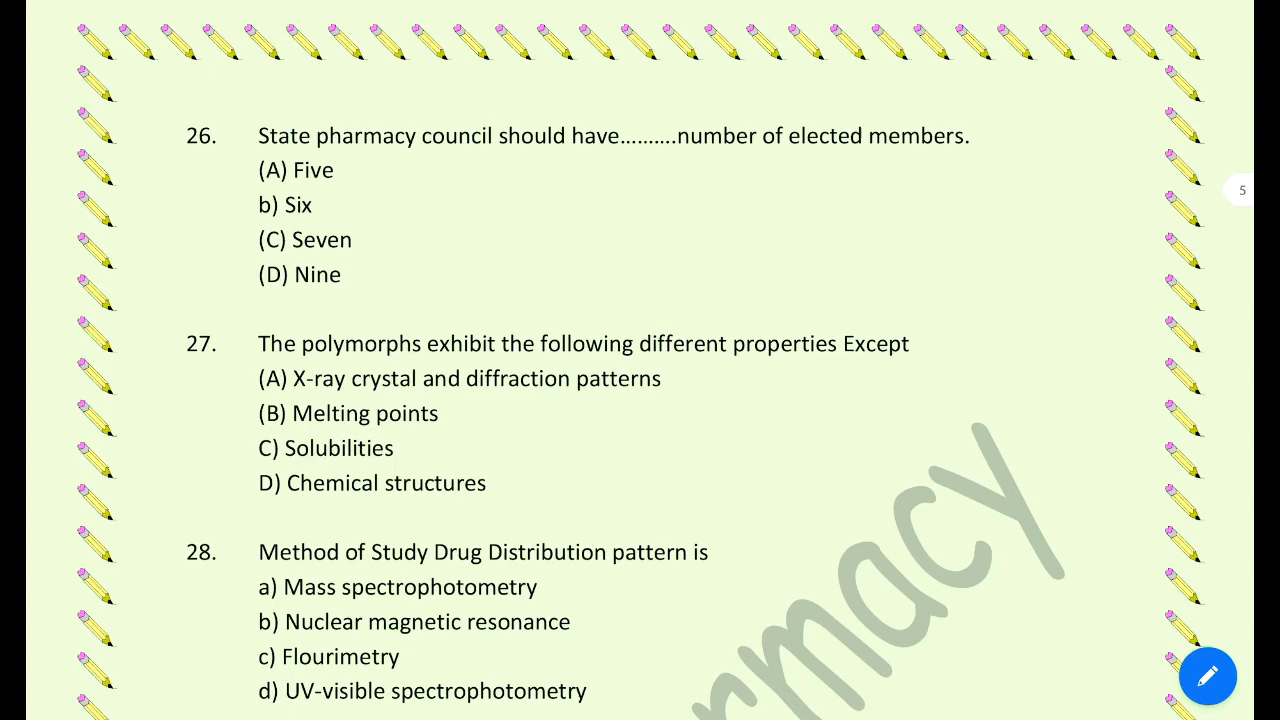 26. State pharmacy council should have..........number of elected members.
(A) Five
b) Six
(C) Seven
(D) Nine
27. The polymorphs exhibit the following different properties Except
(A) X-ray crystal and diffraction patterns
(B) Melting points
C) Solubilities
D) Chemical structures
28. Method of Study Drug Distribution pattern is
a) Mass spectrophotometry
b) Nuclear magnetic resonance
c) Flourimetry
d) UV-visible spectrophotometry
5